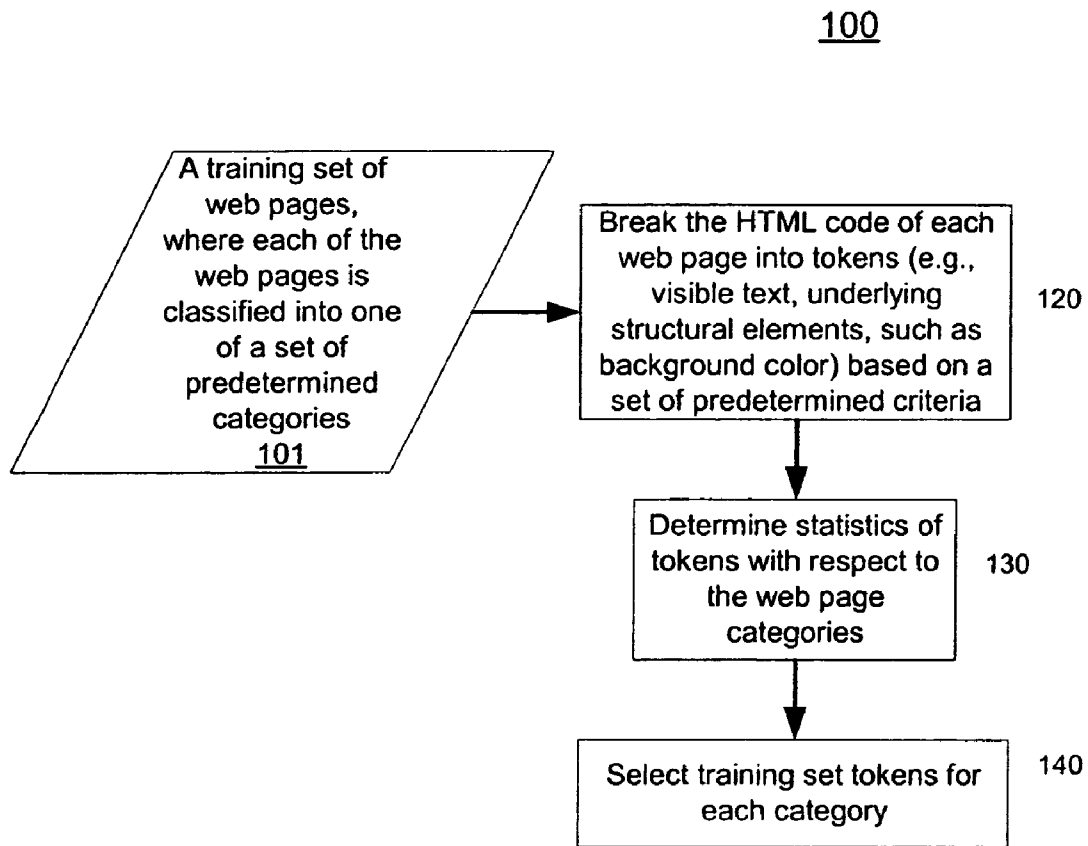 100
A training set of
web pages,
where each of the
web pages is
classified into one
of a set of
predetermined
categories
101
Break the HTML code of each
web page into tokens (e.g.,
visible text, underlying
structural elements, such as
background color) based on a
set of predetermined criteria
120
Determine statistics of
tokens with respect to
the web page
categories
130
Select training set tokens for
each category
140